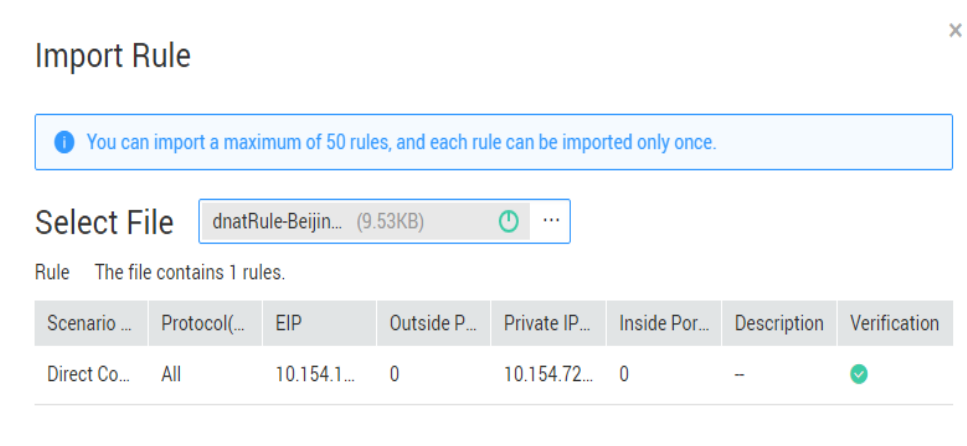 ×
Import Rule
You can import a maximum of 50 rules, and each rule can be imported only once.
Select File dnatRule-Beijin... (9.53KB) ...
Rule The file contains 1 rules.
Scenario ... Protocol(... EIP Outside P... Private IP... Inside Por... Description Verification
Direct Co... All 10.154.1... 0 10.154.72... 0 --